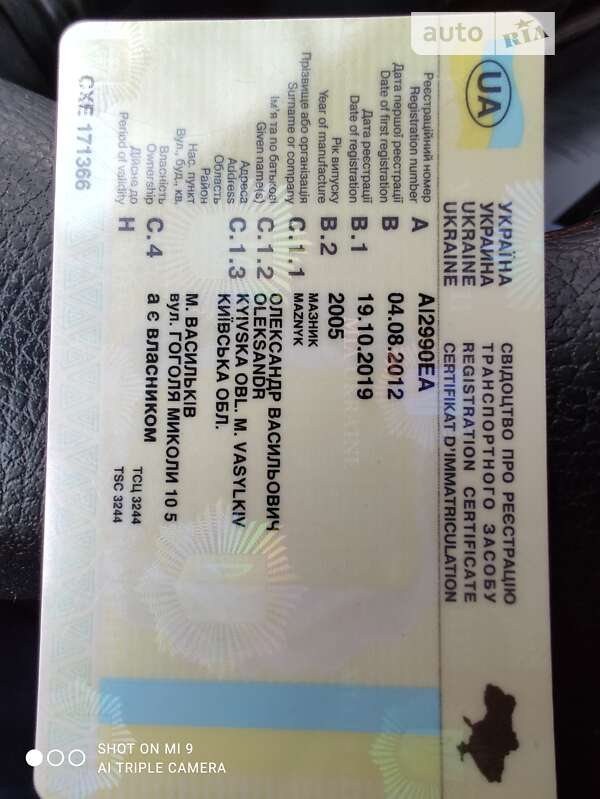 auto RIA
UA
УКРАЇНА
УКРАИНА
UKRAINE
UKRAINE
СВІДОЦТВО ПРО РЕЄСТРАЦІЮ
ТРАНСПОРТНОГО ЗАСОБУ
REGISTRATION CERTIFICATE
CERTIFIKAT D'IMMATRICULATION
Реєстраційний номер
Registration number
A
AI2990EA
Дата першої реєстрації
Date of first registration
B
04.08.2012
Дата реєстрації
Date of registration
B.1
19.10.2019
Рік випуску
Year of manufacture
B.2
2005
Прізвище або організація
Surname or company
C.1.1
МАЗНИК
MAZNYK
Ім'я та по батькові
Given name(s)
C.1.2
ОЛЕКСАНДР ВАСИЛЬОВИЧ
OLEKSANDR
Адреса
Address
C.1.3
KYIVSKA OBL. M. VASYLKIV
Область
КИЇВСЬКА ОБЛ.
Район
Нас. пункт
М. ВАСИЛЬКІВ
Вул., буд., кв.
вул. ГОГОЛЯ МИКОЛИ 10 5
Власність
Ownership
C.4
а є власником
Дійсне до
Period of validity
H
ТСЦ 3244
TSC 3244
СХЕ 171366
SHOT ON MI 9
AI TRIPLE CAMERA